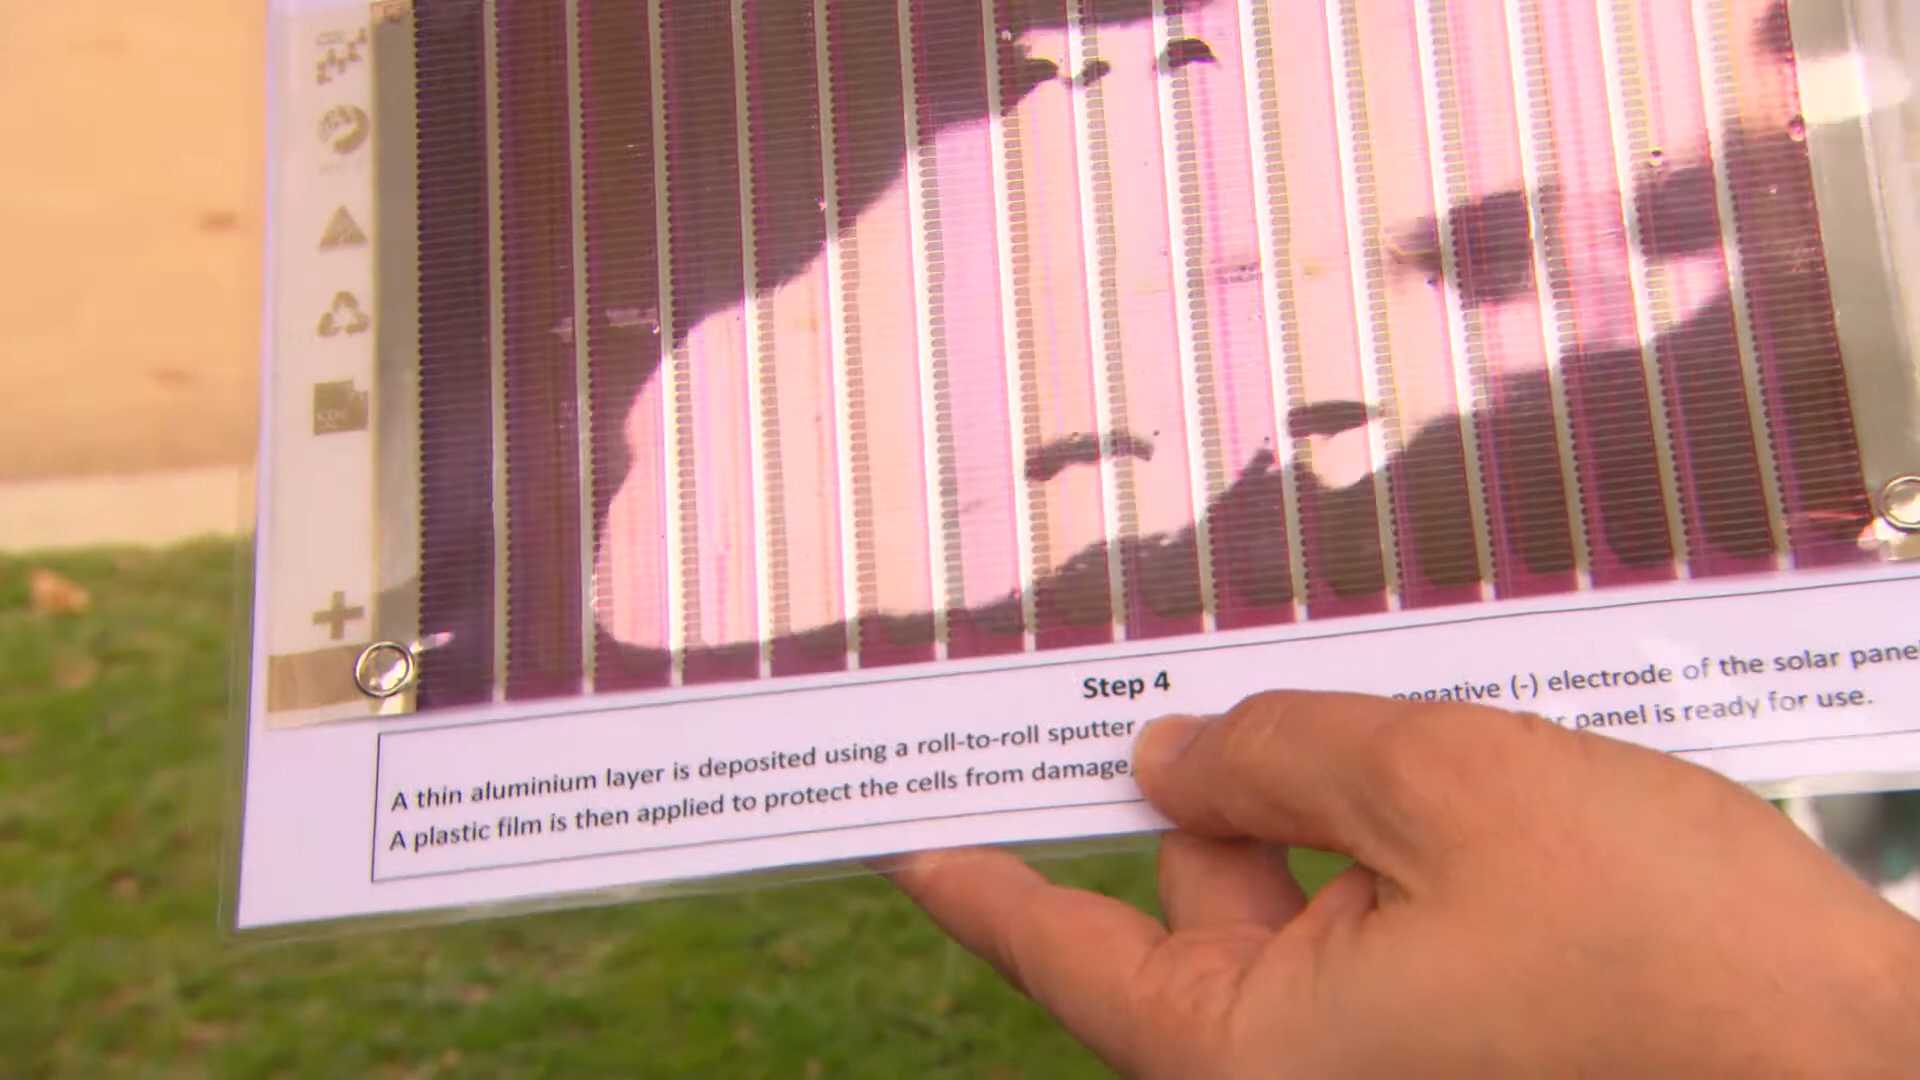 Step 4
A thin aluminium layer is deposited using a roll-to-roll sputter negative (-) electrode of the solar
A plastic film is then applied to protect the cells from damage, panel is ready for use.